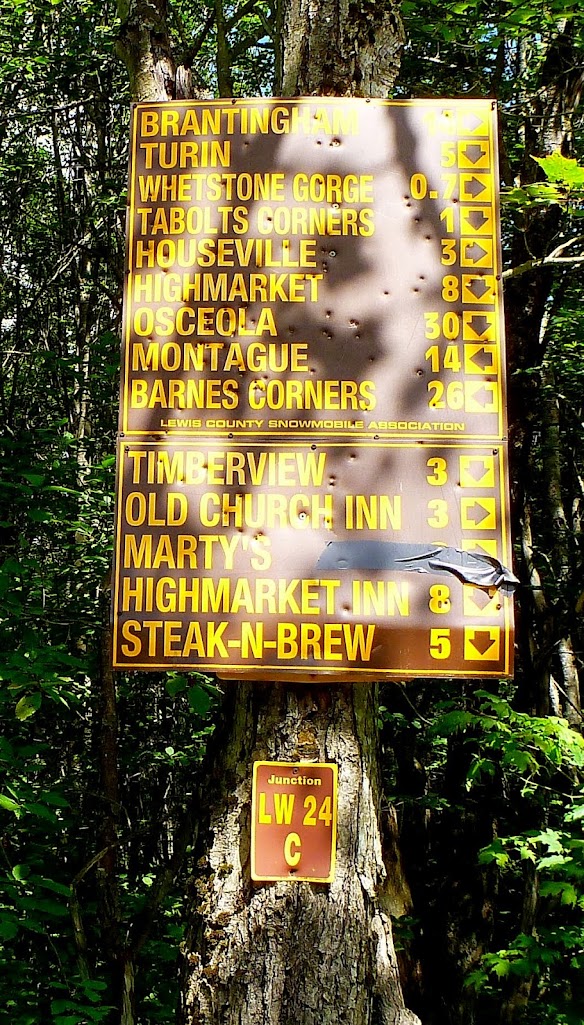 BRANTINGHAM
TURIN 5
WHETSTONE GORGE 0.7
TABOLTS CORNERS 1
HOUSEVILLE 3
HIGHMARKET 8
OSCEOLA 30
MONTAGUE 14
BARNES CORNERS 26
LEWIS COUNTY SNOWMOBILE ASSOCIATION
TIMBERVIEW 3
OLD CHURCH INN 3
MARTY'S
HIGHMARKET INN 8
STEAK-N-BREW 5
Junction
LW 24
C